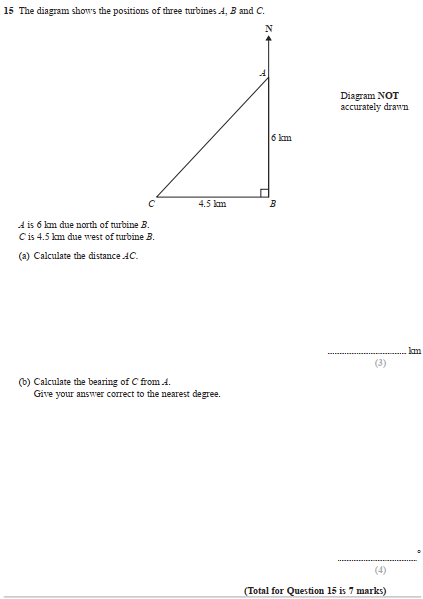 15 The diagram shows the positions of three turbines A, B and C.
N
A
Diagram NOT
accurately drawn
6 km
C
4.5 km
B
A is 6 km due north of turbine B.
C is 4.5 km due west of turbine B.
(a) Calculate the distance AC.
.................................. km
(3)
(b) Calculate the bearing of C from A.
Give your answer correct to the nearest degree.
.................................. °
(4)
(Total for Question 15 is 7 marks)